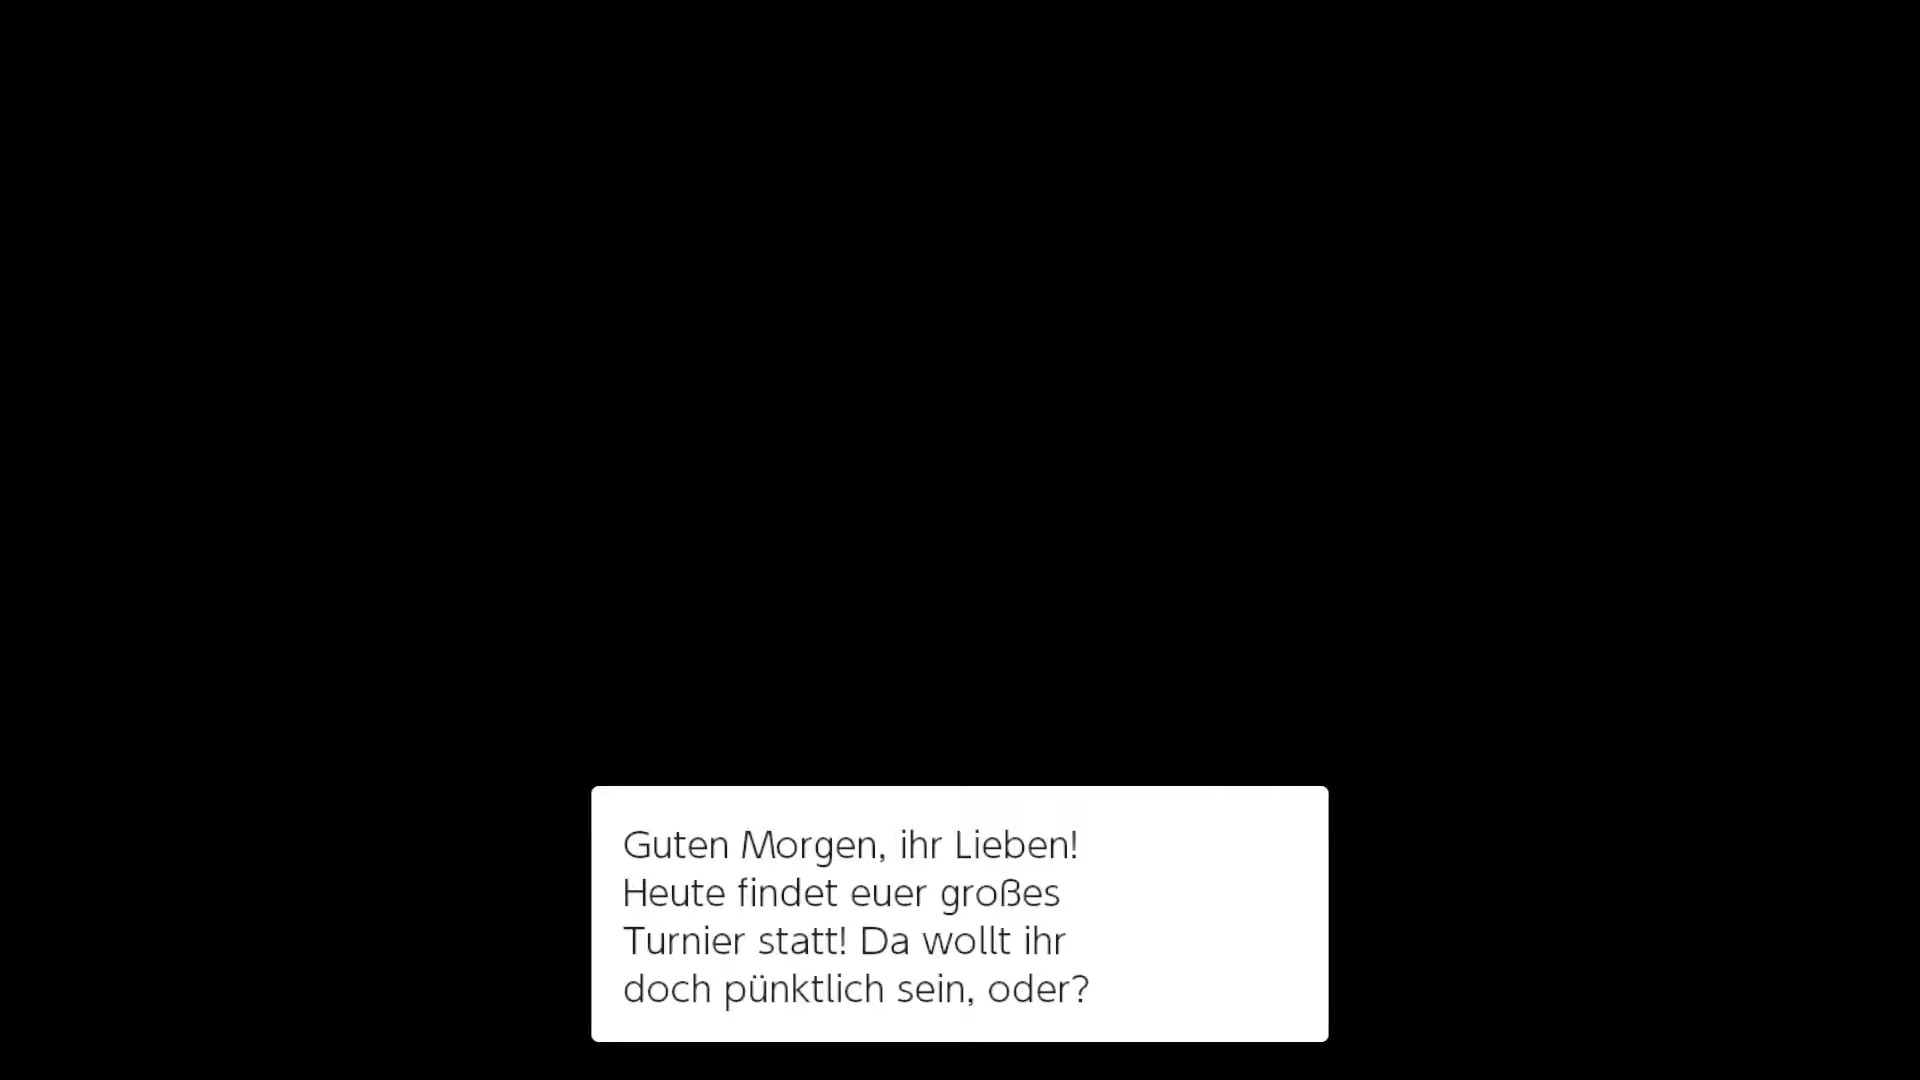 Guten Morgen, ihr Lieben!
Heute findet euer großes
Turnier statt! Da wollt ihr
doch pünktlich sein, oder?